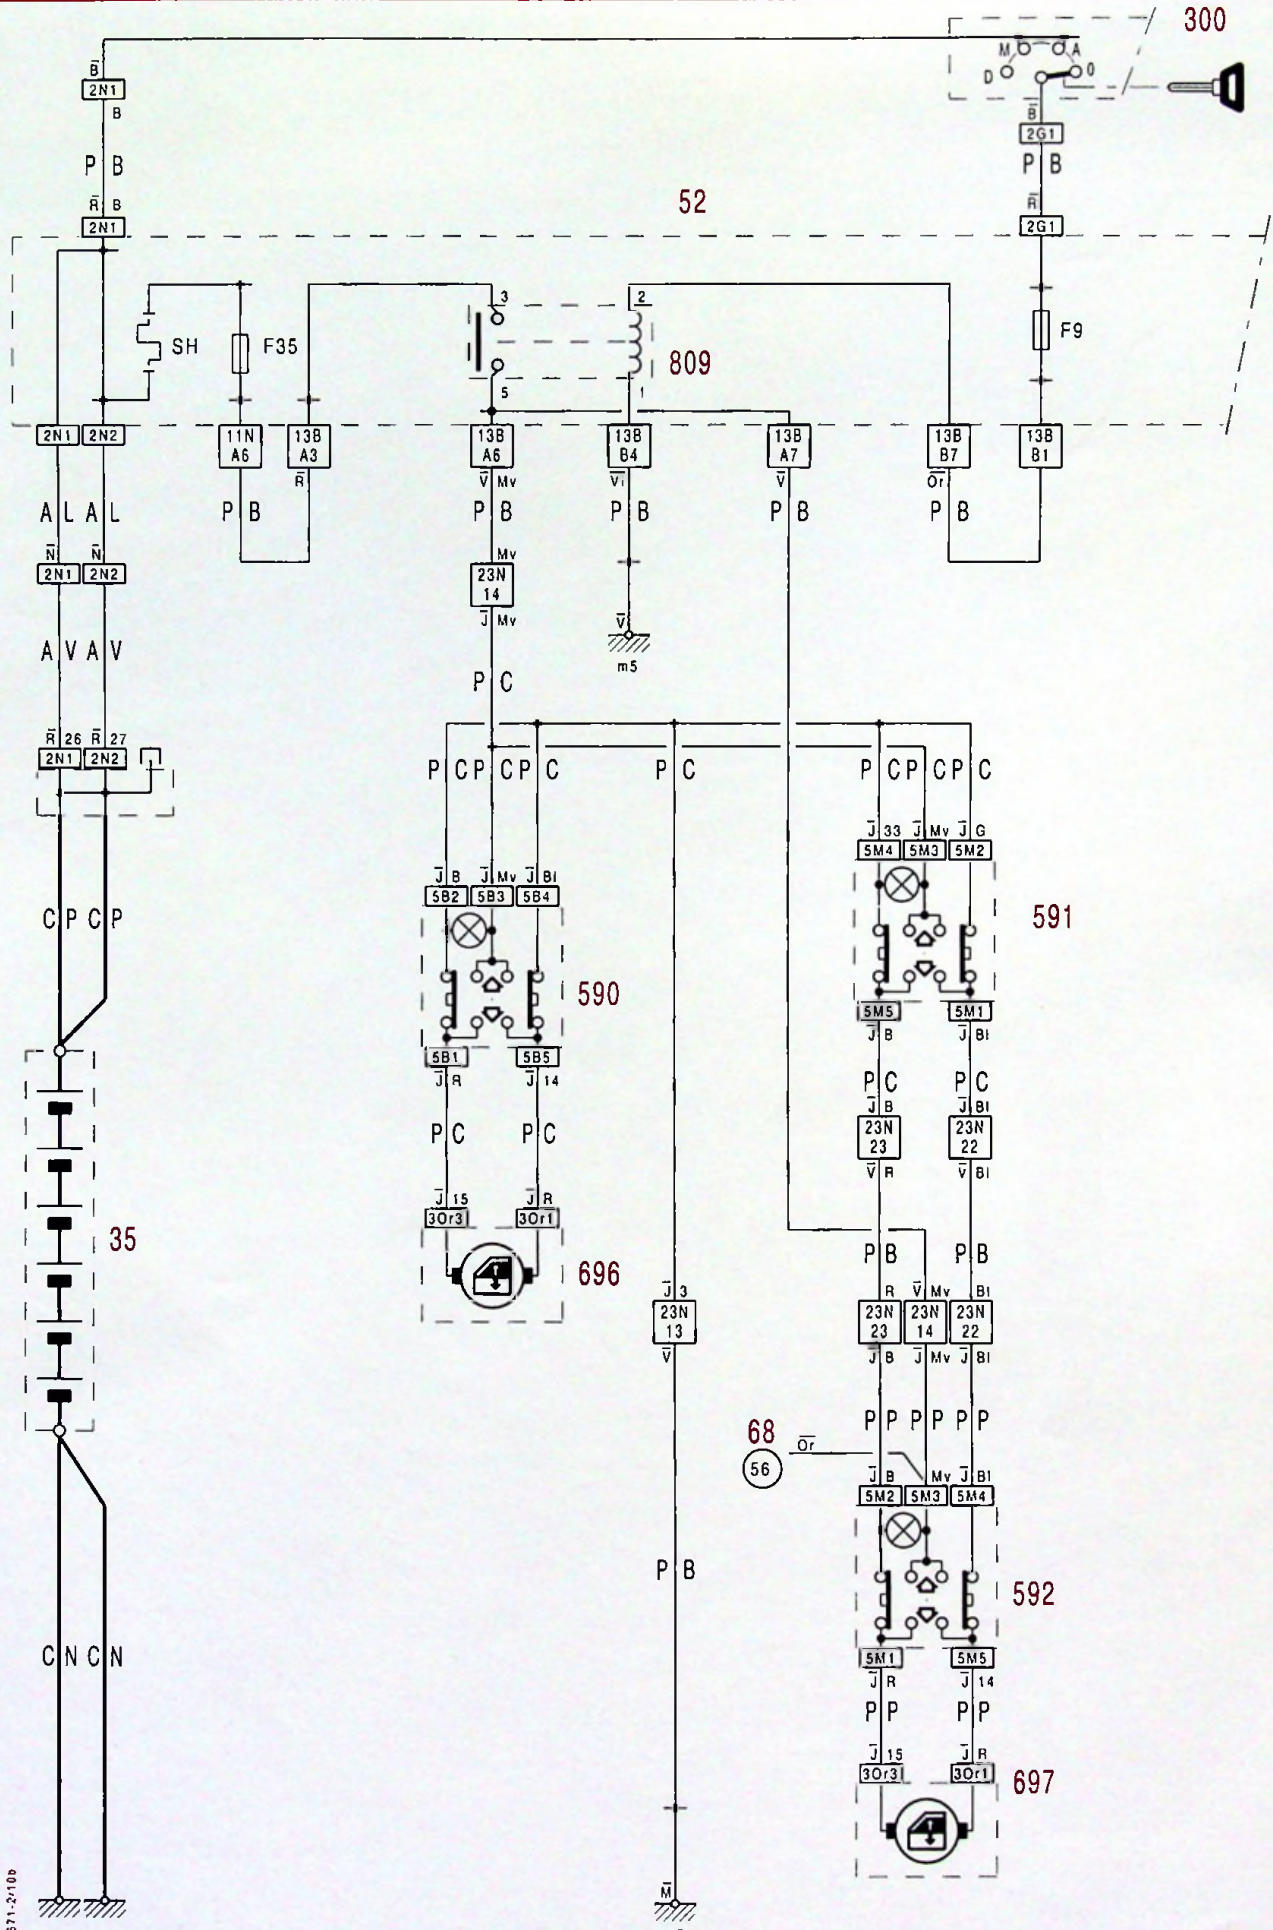 300
M A
D O
B̅
2N1
B
B̅
2G1
P B
P B
R̅ B
2N1
52
R̅
2G1
3 2
SH F35 809 F9
5 1
2N1 2N2 11N A6 13B A3 13B A6 13B B4 13B A7 13B B7 13B B1
R̅ V̅ Mv V̅i̅ V̅ O̅r̅
A L A L P B P B P B P B P B
N̅ N̅ Mv
2N1 2N2 23N 14
J̅ Mv V̅
A V A V m5
P C
R̅ 26 R̅ 27
2N1 2N2
P C P C P C P C P C P C P C
J̅ 33 J̅ Mv J̅ G
5M4 5M3 5M2
J̅ B J̅ Mv J̅ Bl
5B2 5B3 5B4
C P C P 591
590
5M5 5M1
J̅ B J̅ Bl
5B1 5B5
J̅ R J̅ 14
P C P C
J̅ B J̅ Bl
P C P C 23N 23 23N 22
V̅ R V̅ Bl
J̅ 15 J̅ R
3Or3 3Or1
35
P B P B
696
J̅ 3 R V̅ Mv Bl
23N 13 23N 23 23N 14 23N 22
V̅ J̅ B J̅ Mv J̅ Bl
P P P P P P
68 O̅r̅
56
J̅ B Mv J̅ Bl
5M2 5M3 5M4
P B
592
C N C N
5M1 5M5
J̅ R J̅ 14
P P P P
J̅ 15 J̅ R
3Or3 3Or1
697
M̅